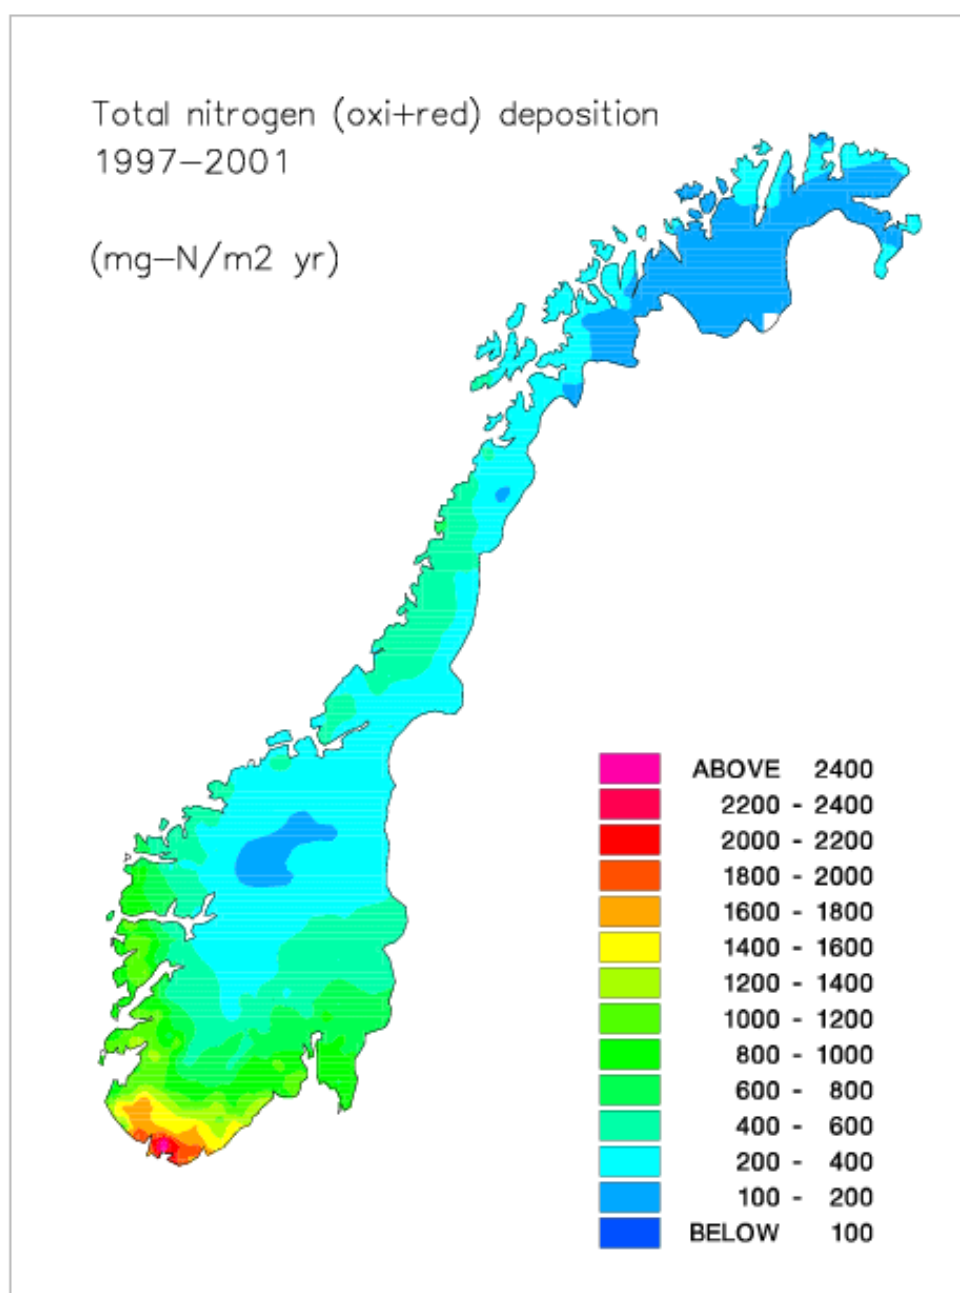 Total nitrogen (oxi+red) deposition
1997-2001
(mg-N/m2 yr)
ABOVE 2400
2200 - 2400
2000 - 2200
1800 - 2000
1600 - 1800
1400 - 1600
1200 - 1400
1000 - 1200
800 - 1000
600 - 800
400 - 600
200 - 400
100 - 200
BELOW 100